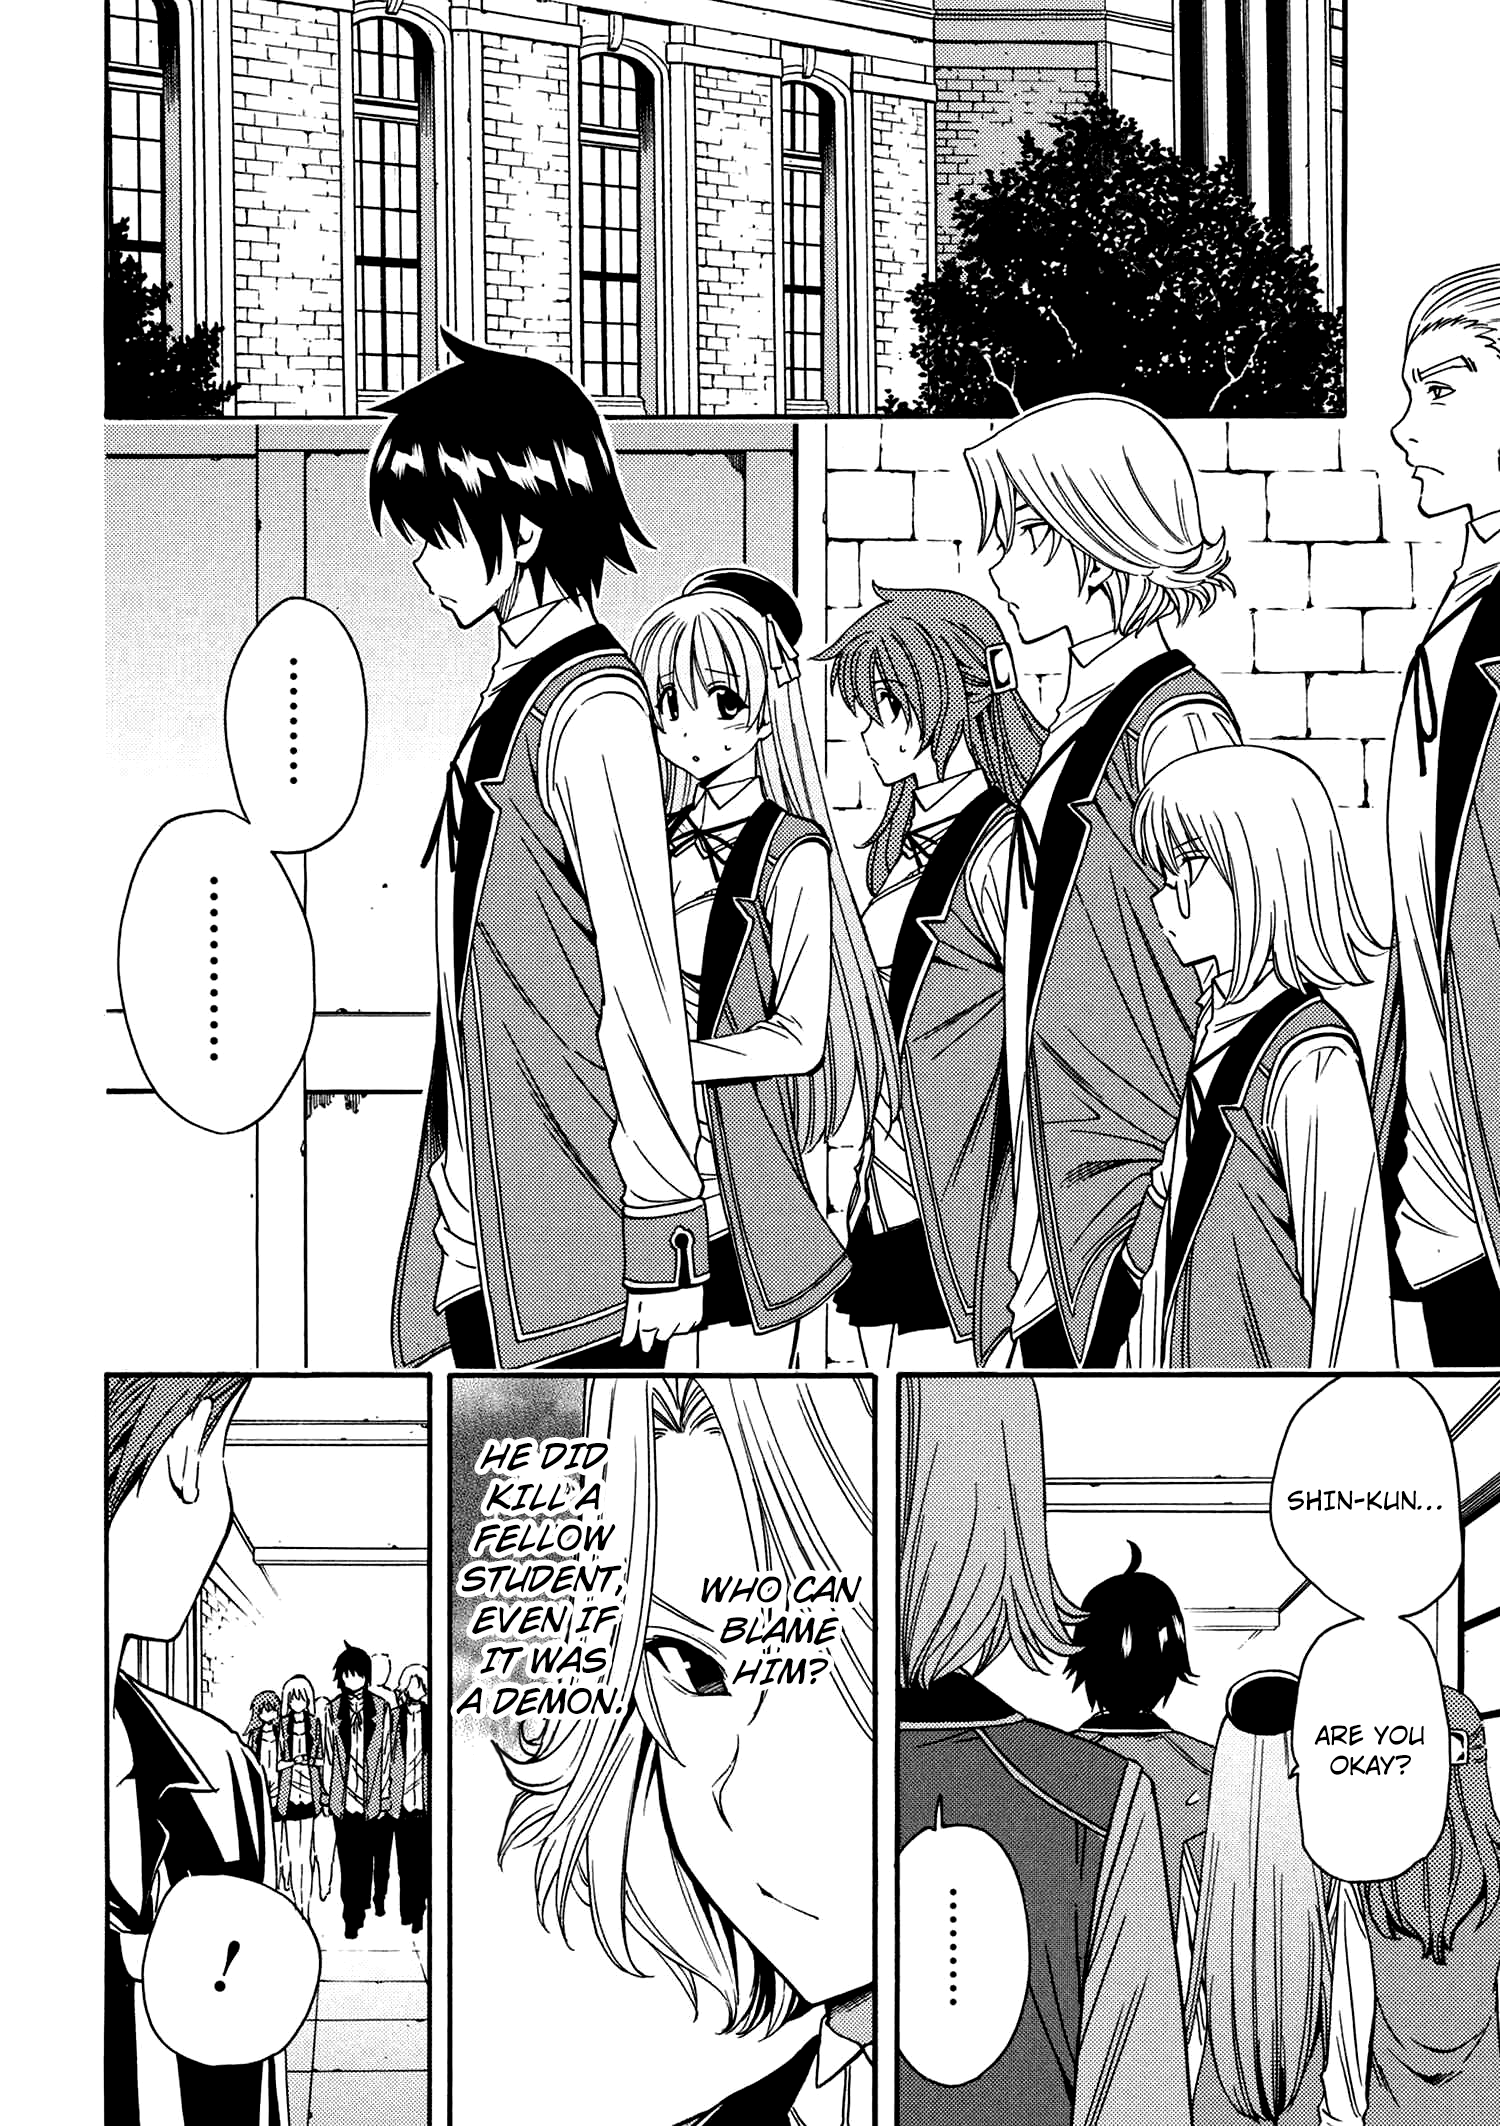 ............
............
SHIN-KUN...
ARE YOU
OKAY?
.........
WHO CAN
BLAME
HIM?
HE DID
KILL A
FELLOW
STUDENT,
EVEN IF
IT WAS
A DEMON.
!